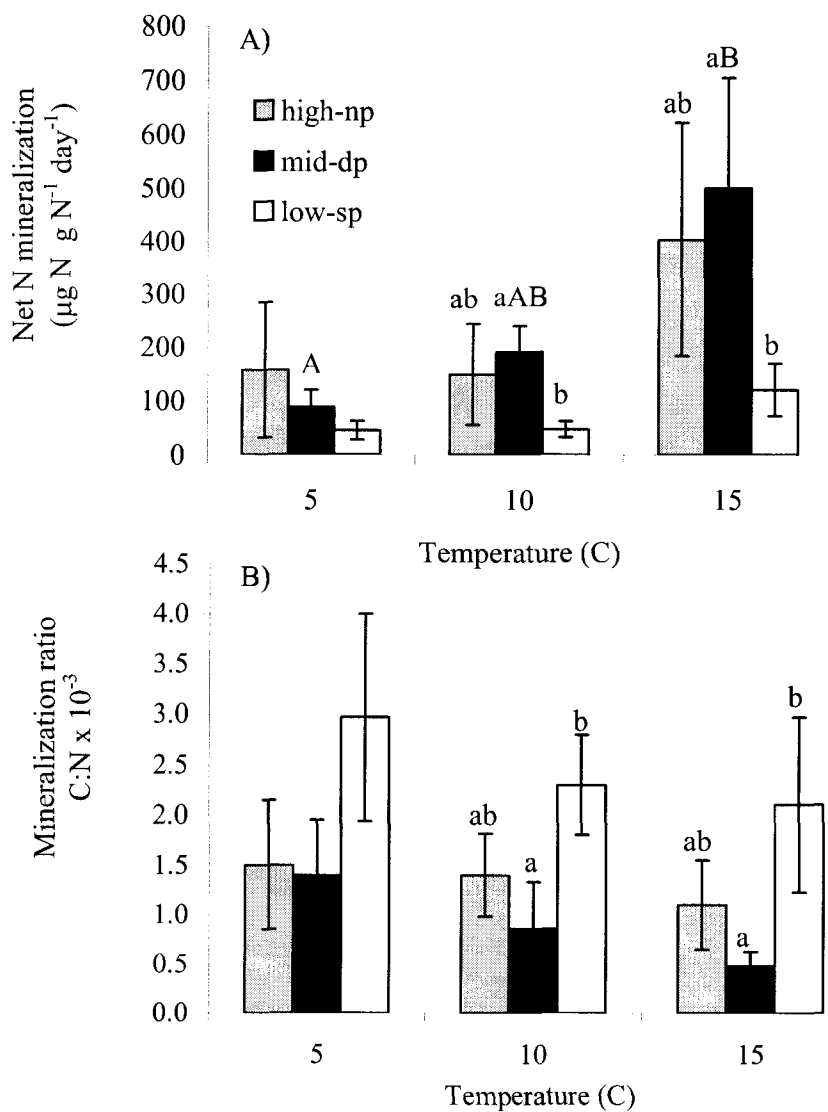 A)
Net N mineralization
(µg N g N⁻¹ day⁻¹)
800
700
600
500
400
300
200
100
0
high-np
mid-dp
low-sp
A
ab
aAB
b
ab
aB
b
5
10
15
Temperature (C)
B)
Mineralization ratio
C:N x 10⁻³
4.5
4.0
3.5
3.0
2.5
2.0
1.5
1.0
0.5
0.0
ab
a
b
ab
a
b
5
10
15
Temperature (C)